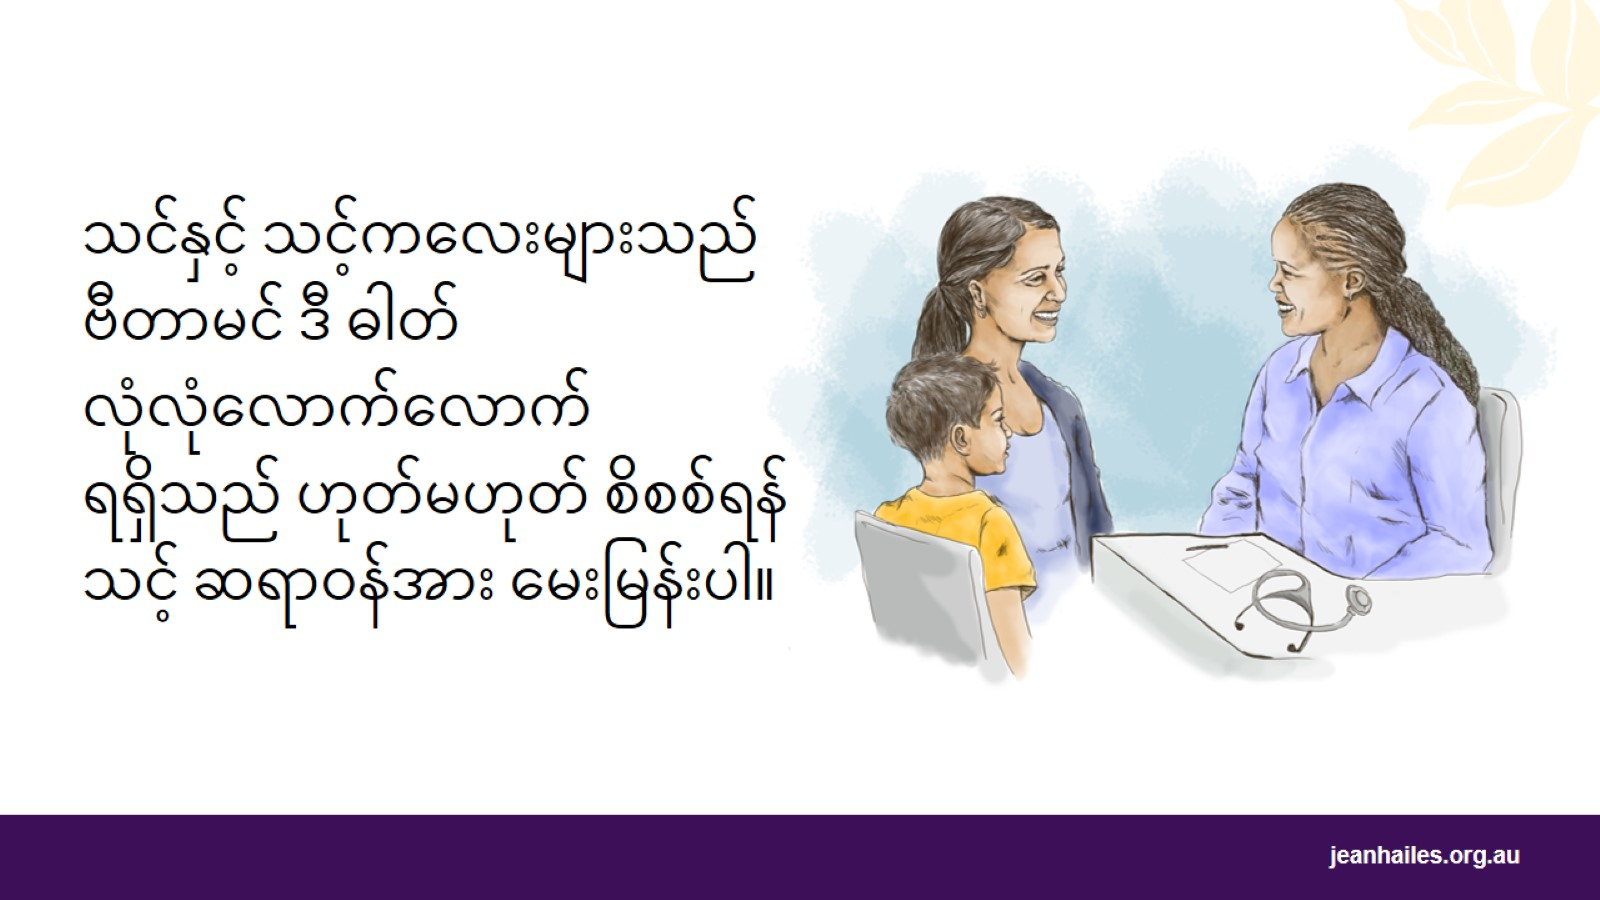 သင်နှင့် သင့်ကလေးများသည်
ဗီတာမင် ဒီ ဓါတ်
လုံလုံလောက်လောက်
ရရှိသည် ဟုတ်မဟုတ် စိစစ်ရန်
သင့် ဆရာဝန်အား မေးမြန်းပါ။
jeanhailes.org.au